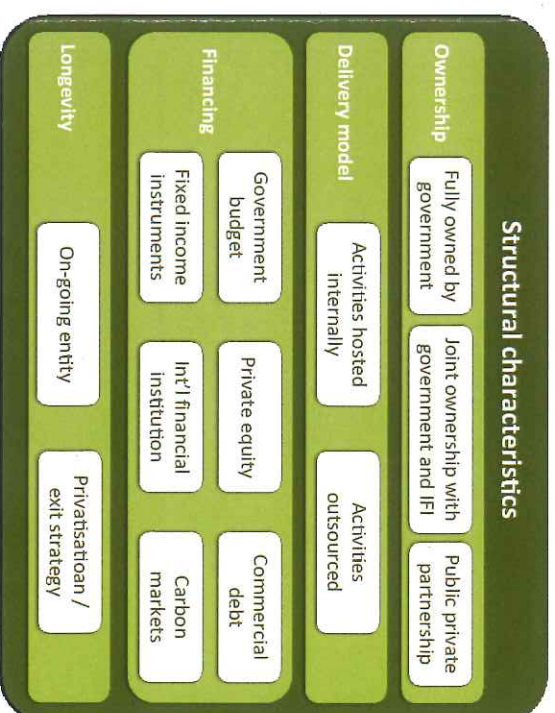 Structural characteristics
Ownership
Fully owned by
government
Joint ownership with
government and IFI
Public private
partnership
Delivery model
Activities hosted
internally
Activities
outsourced
Financing
Government
budget
Private equity
Commercial
debt
Fixed income
instruments
Int'l financial
institution
Carbon
markets
Longevity
On-going entity
Privatisatioan /
exit strategy